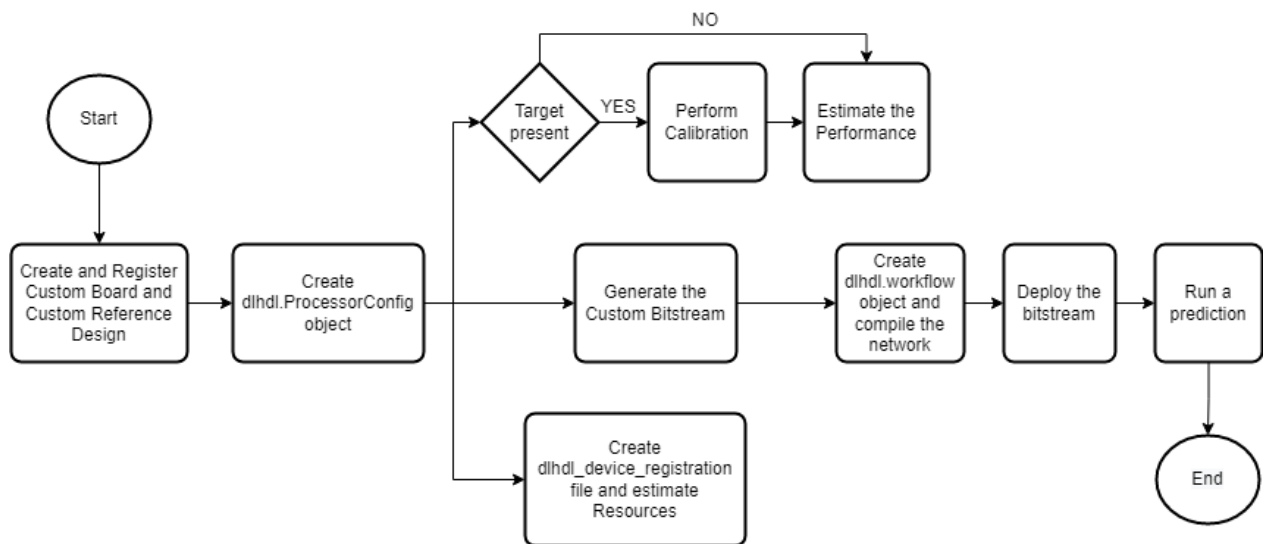 NO
Start
Target
present
YES
Perform
Calibration
Estimate the
Performance
Create and Register
Custom Board and
Custom Reference
Design
Create
dlhdl.ProcessorConfig
object
Generate the
Custom Bitstream
Create
dlhdl.workflow
object and
compile the
network
Deploy the
bitstream
Run a
prediction
Create
dlhdl_device_registration
file and estimate
Resources
End